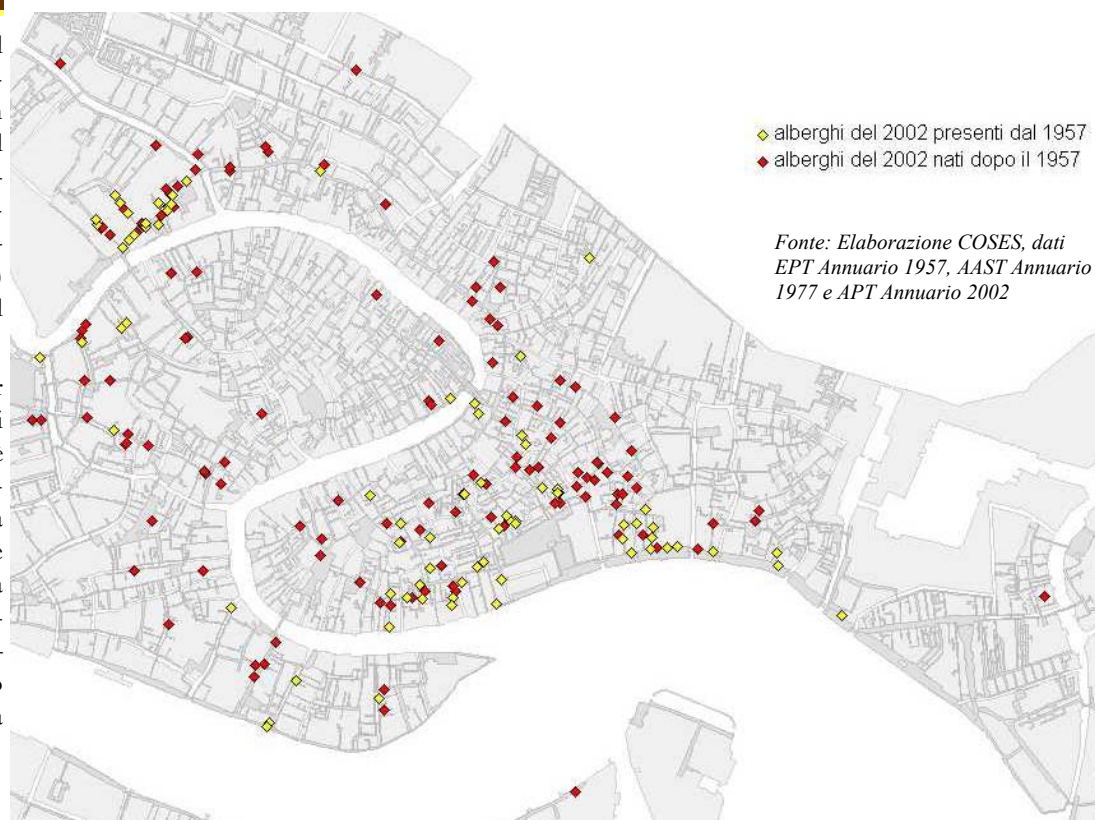 alberghi del 2002 presenti dal 1957
alberghi del 2002 nati dopo il 1957
Fonte: Elaborazione COSES, dati
EPT Annuario 1957, AAST Annuario
1977 e APT Annuario 2002